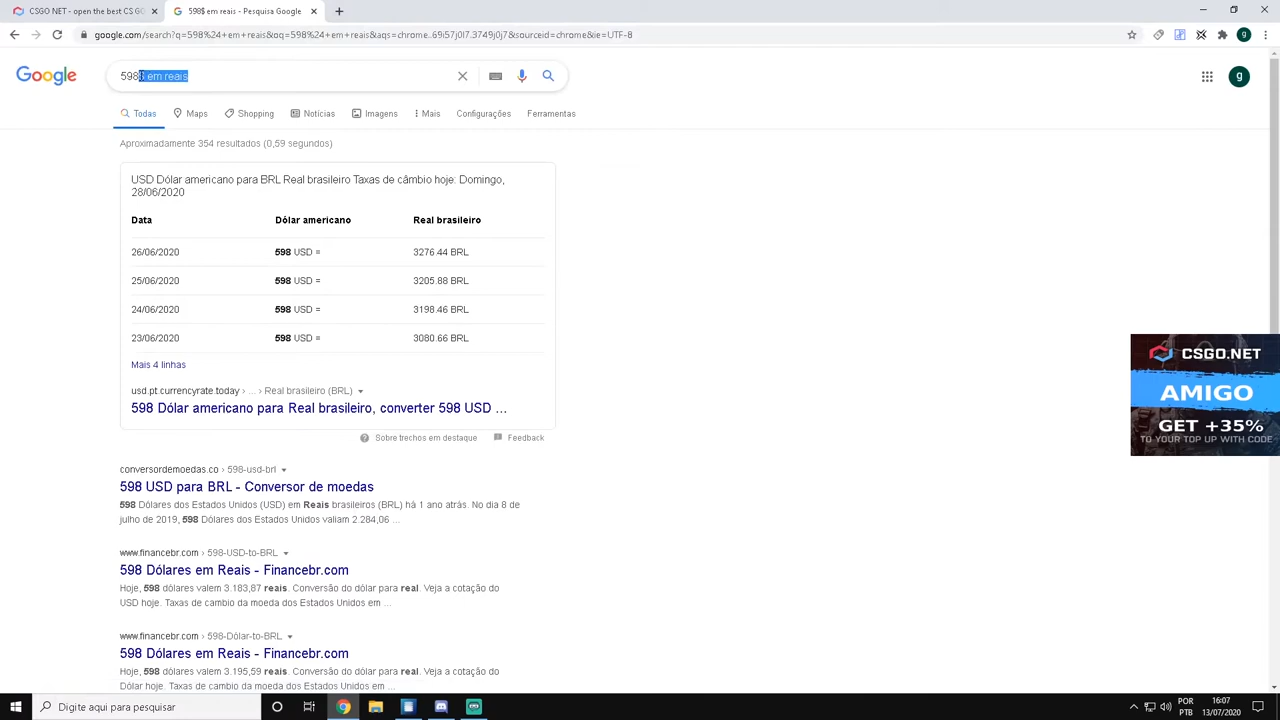 CSGO NET - open the best CS GO
598$ em reais - Pesquisa Google
google.com/search?q=598%24+em+reais&oq=598%24+em+reais&aqs=chrome..69i57j0l7.3749j0j7&sourceid=chrome&ie=UTF-8
g
Google
598$ em reais
g
Todas
Maps
Shopping
Notícias
Imagens
Mais
Configurações
Ferramentas
Aproximadamente 354 resultados (0,59 segundos)
USD Dólar americano para BRL Real brasileiro Taxas de câmbio hoje: Domingo,
28/06/2020
Data Dólar americano Real brasileiro
26/06/2020 598 USD = 3276.44 BRL
25/06/2020 598 USD = 3205.88 BRL
24/06/2020 598 USD = 3198.46 BRL
23/06/2020 598 USD = 3080.66 BRL
Mais 4 linhas
usd.pt.currencyrate.today › ... › Real brasileiro (BRL)
598 Dólar americano para Real brasileiro, converter 598 USD ...
Sobre trechos em destaque Feedback
conversordemoedas.co › 598-usd-brl
598 USD para BRL - Conversor de moedas
598 Dólares dos Estados Unidos (USD) em Reais brasileiros (BRL) há 1 ano atrás. No dia 8 de
julho de 2019, 598 Dólares dos Estados Unidos valiam 2.284,06 ...
www.financebr.com › 598-USD-to-BRL
598 Dólares em Reais - Financebr.com
Hoje, 598 dólares valem 3.183,87 reais. Conversão do dólar para real. Veja a cotação do
USD hoje. Taxas de cambio da moeda dos Estados Unidos em ...
www.financebr.com › 598-Dólar-to-BRL
598 Dólares em Reais - Financebr.com
Hoje, 598 dólares valem 3.195,59 reais. Conversão do dólar para real. Veja a cotação do
Dólar hoje. Taxas de cambio da moeda dos Estados Unidos em ...
CSGO.NET
AMIGO
GET +35%
TO YOUR TOP UP WITH CODE
Digite aqui para pesquisar
POR
PTB
16:07
13/07/2020